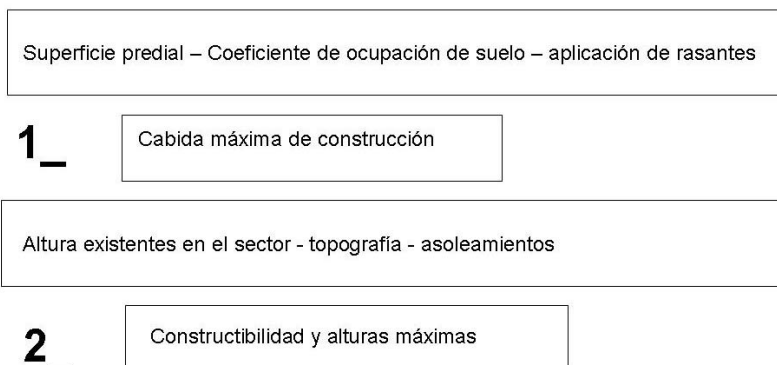 Superficie predial – Coeficiente de ocupación de suelo – aplicación de rasantes
1_
Cabida máxima de construcción
Altura existentes en el sector - topografía - asoleamientos
2
Constructibilidad y alturas máximas